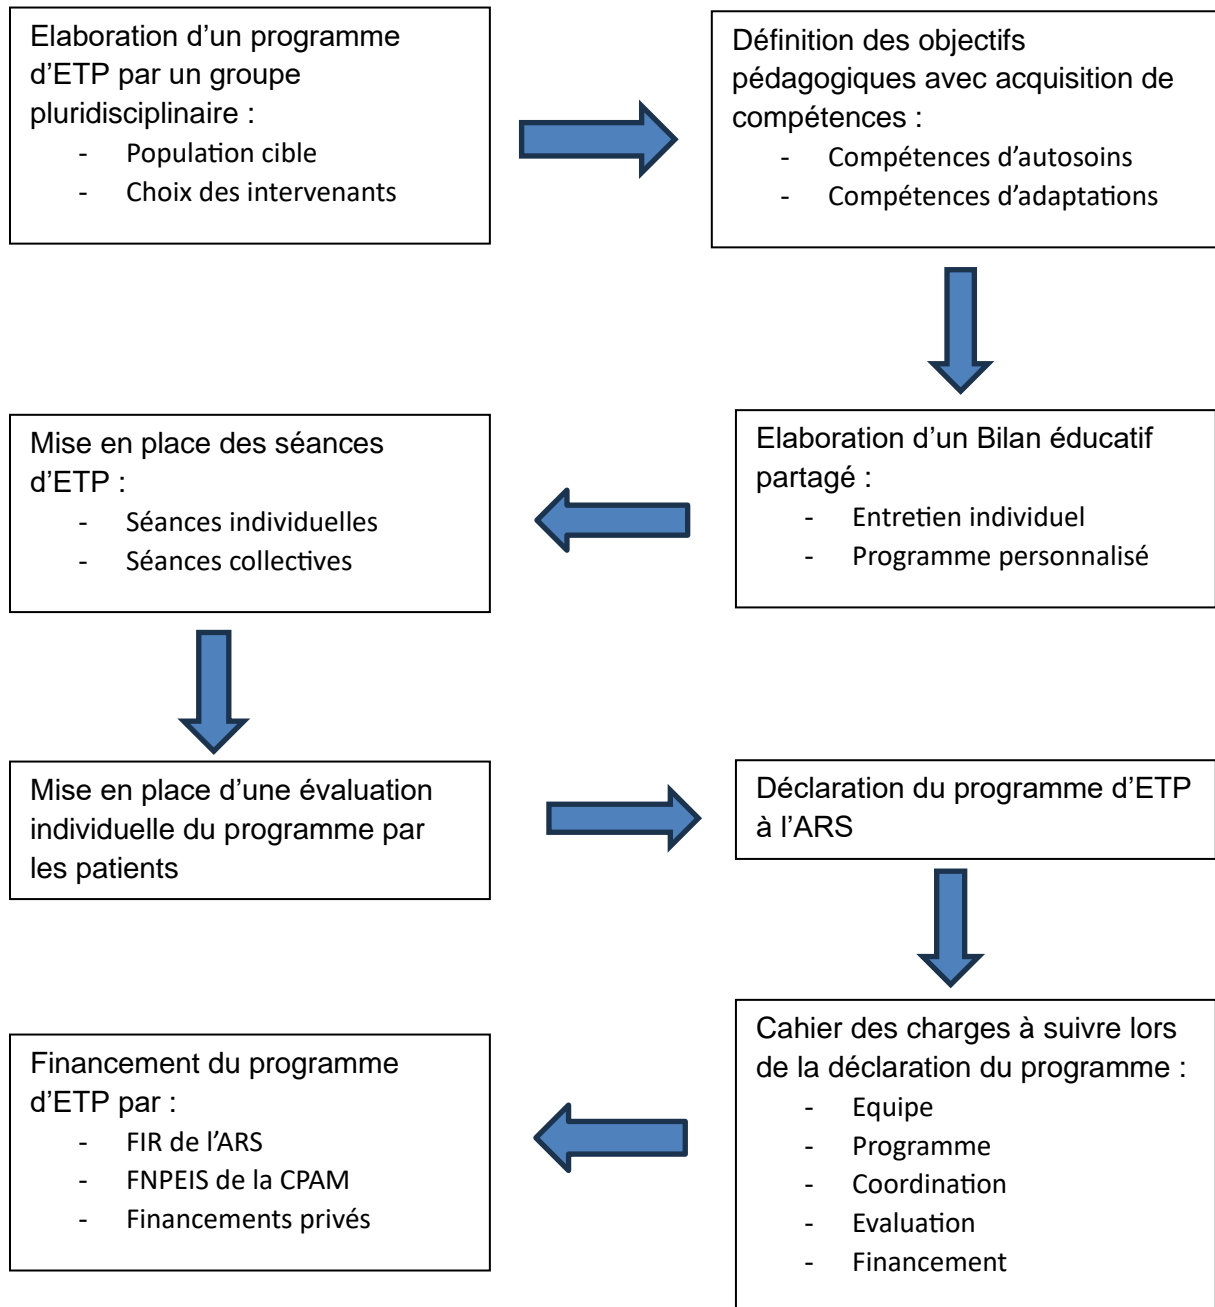 Elaboration d’un programme
d’ETP par un groupe
pluridisciplinaire :
- Population cible
- Choix des intervenants
Définition des objectifs
pédagogiques avec acquisition de
compétences :
- Compétences d’autosoins
- Compétences d’adaptations
Elaboration d’un Bilan éducatif
partagé :
- Entretien individuel
- Programme personnalisé
Mise en place des séances
d’ETP :
- Séances individuelles
- Séances collectives
Mise en place d’une évaluation
individuelle du programme par
les patients
Déclaration du programme d’ETP
à l’ARS
Cahier des charges à suivre lors
de la déclaration du programme :
- Equipe
- Programme
- Coordination
- Evaluation
- Financement
Financement du programme
d’ETP par :
- FIR de l’ARS
- FNPEIS de la CPAM
- Financements privés